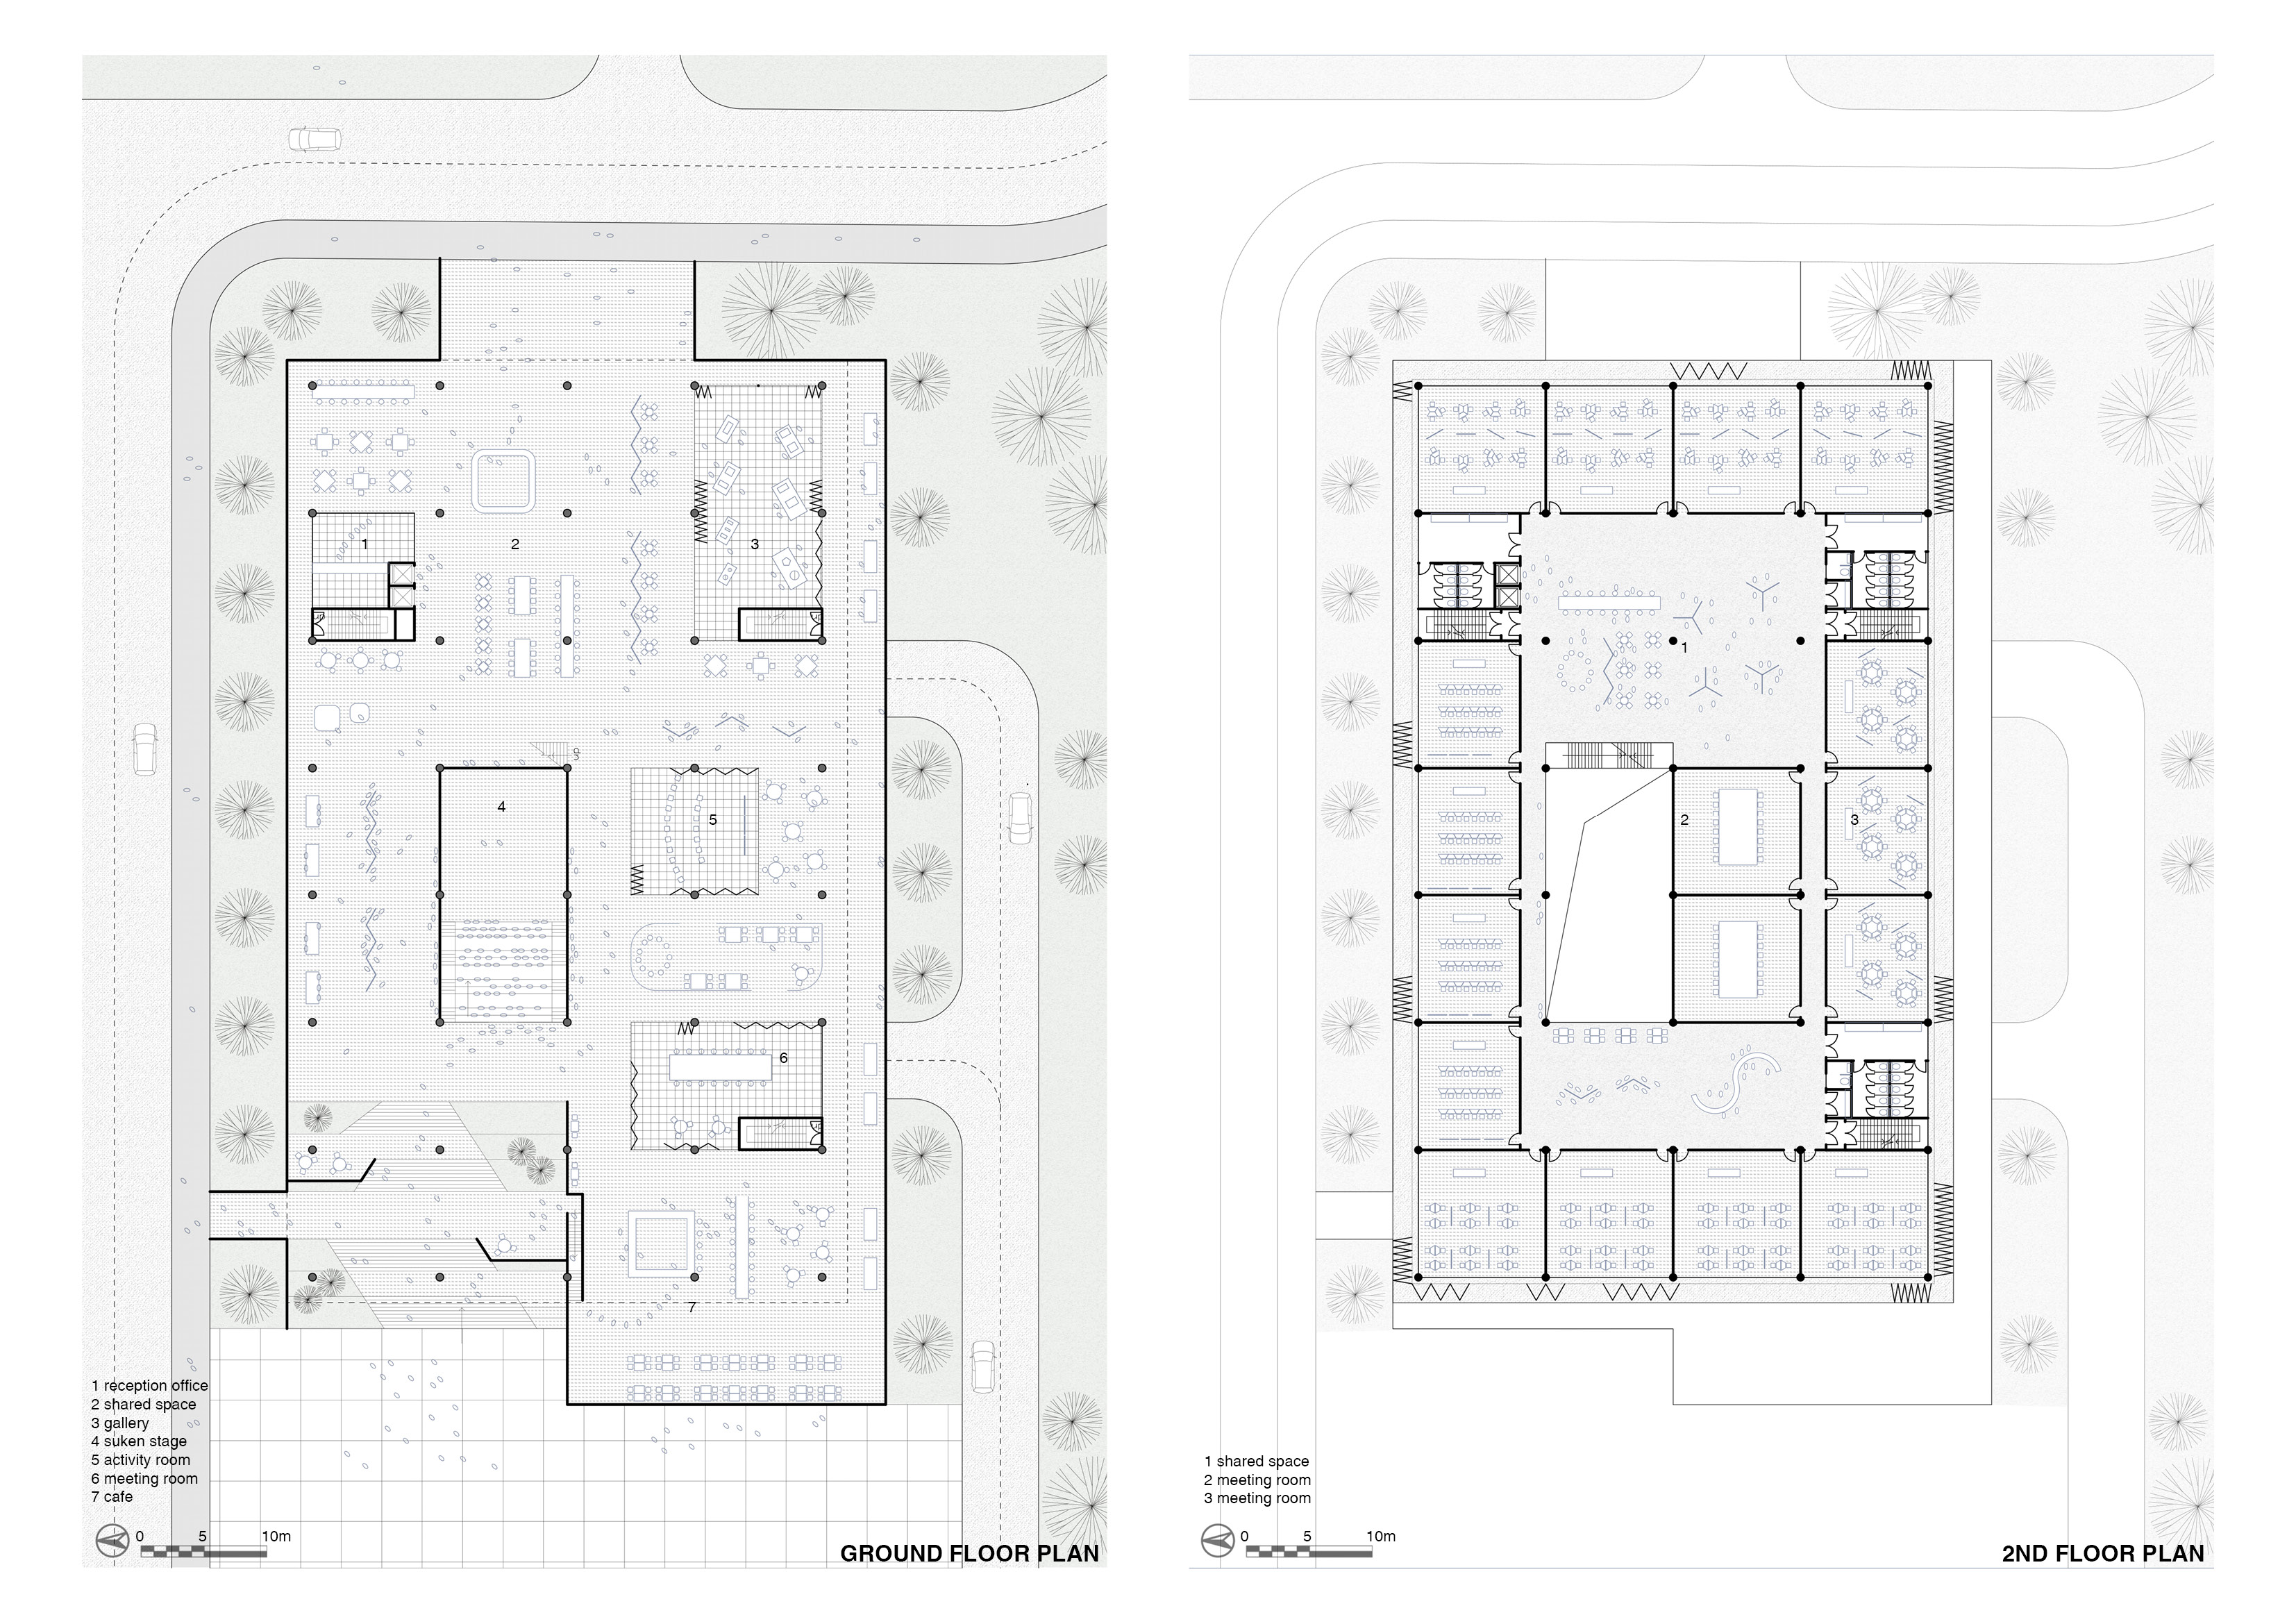 1
2
3
4
5
6
7
1 reception office
2 shared space
3 gallery
4 suken stage
5 activity room
6 meeting room
7 cafe
0 5 10m
GROUND FLOOR PLAN
1
2
3
1 shared space
2 meeting room
3 meeting room
0 5 10m
2ND FLOOR PLAN